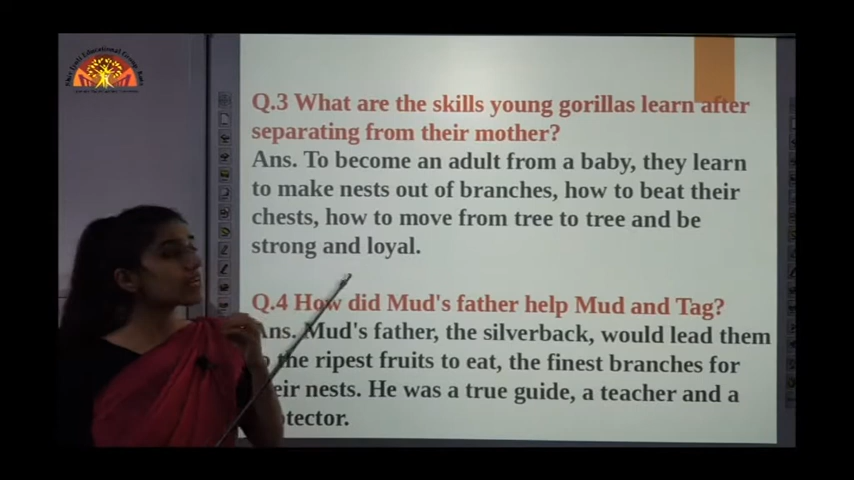 Q.3 What are the skills young gorillas learn after
separating from their mother?
Ans. To become an adult from a baby, they learn
to make nests out of branches, how to beat their
chests, how to move from tree to tree and be
strong and loyal.
Q.4 How did Mud's father help Mud and Tag?
Ans. Mud's father, the silverback, would lead them
the ripest fruits to eat, the finest branches for
eir nests. He was a true guide, a teacher and a
otector.